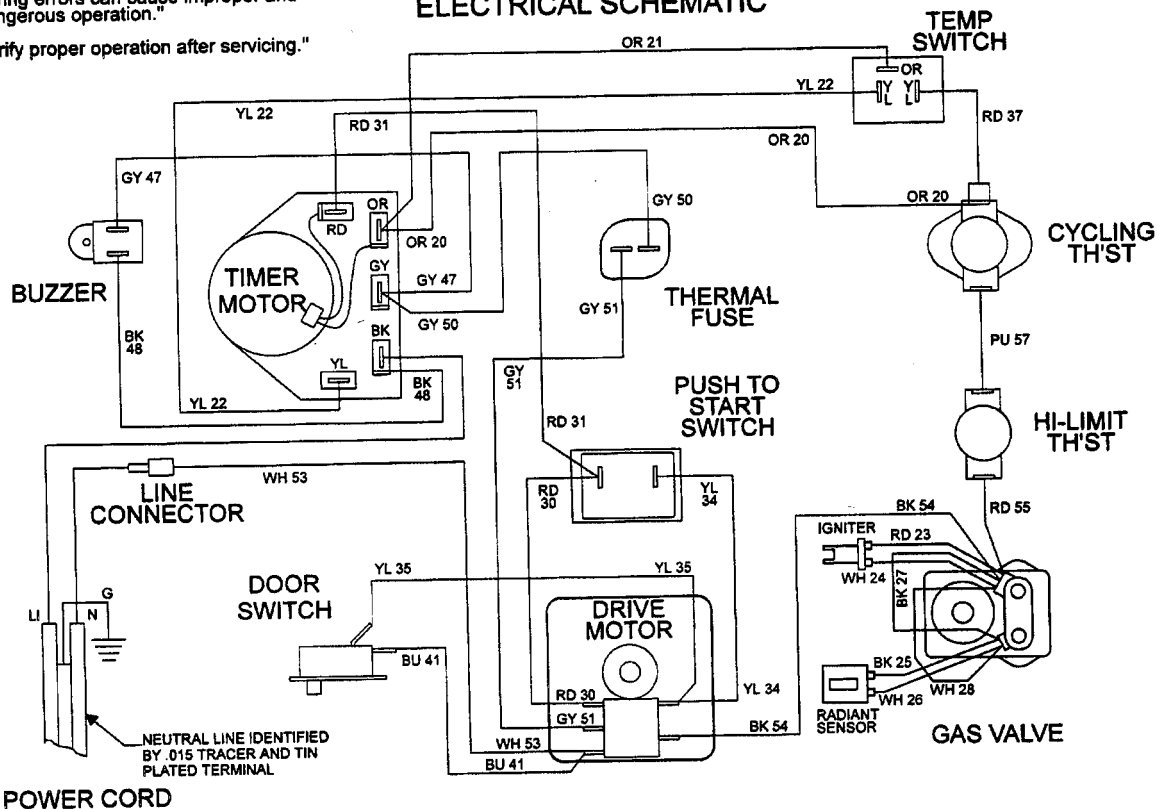 ring errors can cause improper and
ngerous operation."
rify proper operation after servicing."
ELECTRICAL SCHEMATIC
TEMP
SWITCH
OR 21
OR
Y
L
Y
L
YL 22
YL 22
RD 31
RD 37
OR 20
GY 47
GY 50
OR 20
OR
RD
OR 20
CYCLING
TH'ST
BUZZER
TIMER
MOTOR
GY
GY 47
GY 50
THERMAL
FUSE
GY 51
BK
BK
48
PU 57
YL
BK
48
GY
51
PUSH TO
START
SWITCH
YL 22
RD 31
HI-LIMIT
TH'ST
WH 53
LINE
CONNECTOR
RD
30
YL
34
BK 54
RD 55
IGNITER
RD 23
WH 24
BK 27
YL 35
YL 35
DOOR
SWITCH
G
LI
N
DRIVE
MOTOR
BU 41
BK 25
WH 26
WH 28
RADIANT
SENSOR
GAS VALVE
RD 30
YL 34
GY 51
BK 54
WH 53
BU 41
NEUTRAL LINE IDENTIFIED
BY .015 TRACER AND TIN
PLATED TERMINAL
POWER CORD